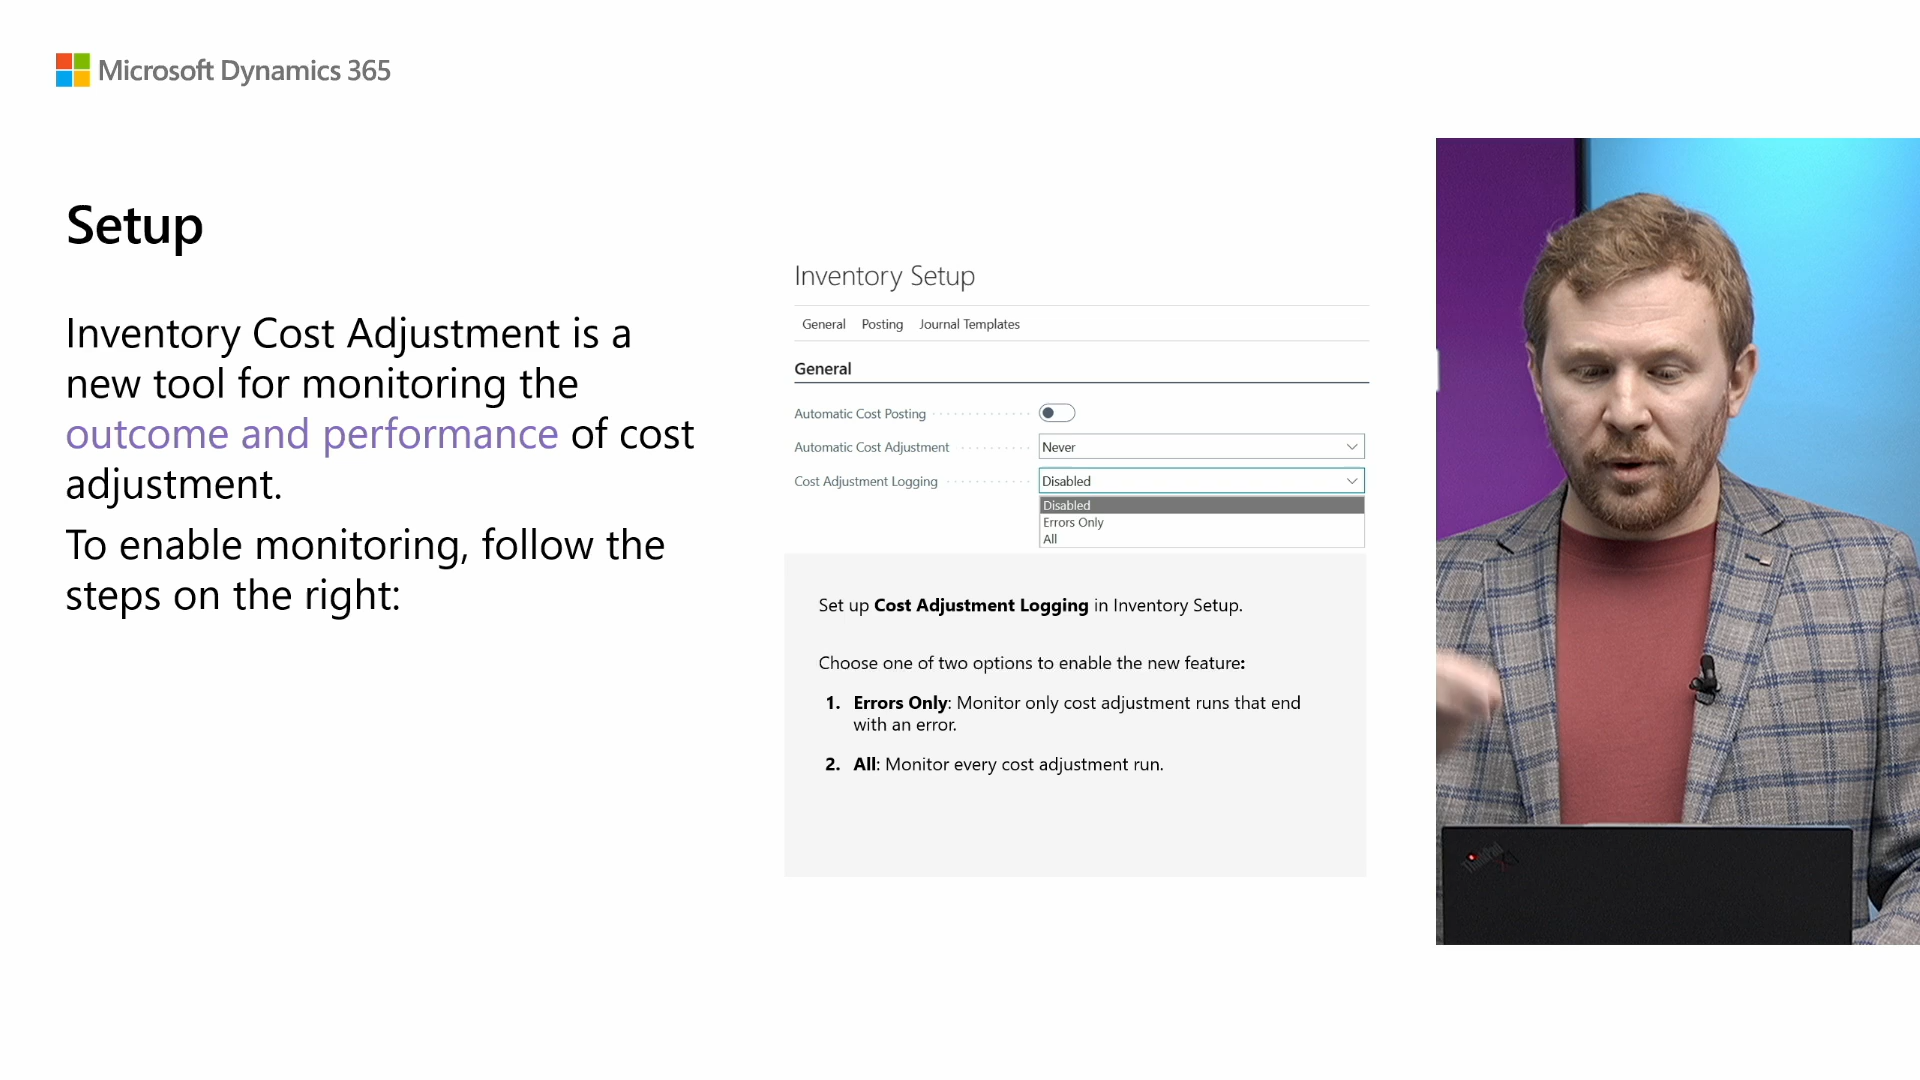 Microsoft Dynamics 365
Setup
Inventory Cost Adjustment is a
new tool for monitoring the
outcome and performance of cost
adjustment.
To enable monitoring, follow the
steps on the right:
Inventory Setup
General Posting Journal Templates
General
Automatic Cost Posting
Automatic Cost Adjustment Never
Cost Adjustment Logging Disabled
Disabled
Errors Only
All
Set up Cost Adjustment Logging in Inventory Setup.
Choose one of two options to enable the new feature:
1. Errors Only: Monitor only cost adjustment runs that end
with an error.
2. All: Monitor every cost adjustment run.